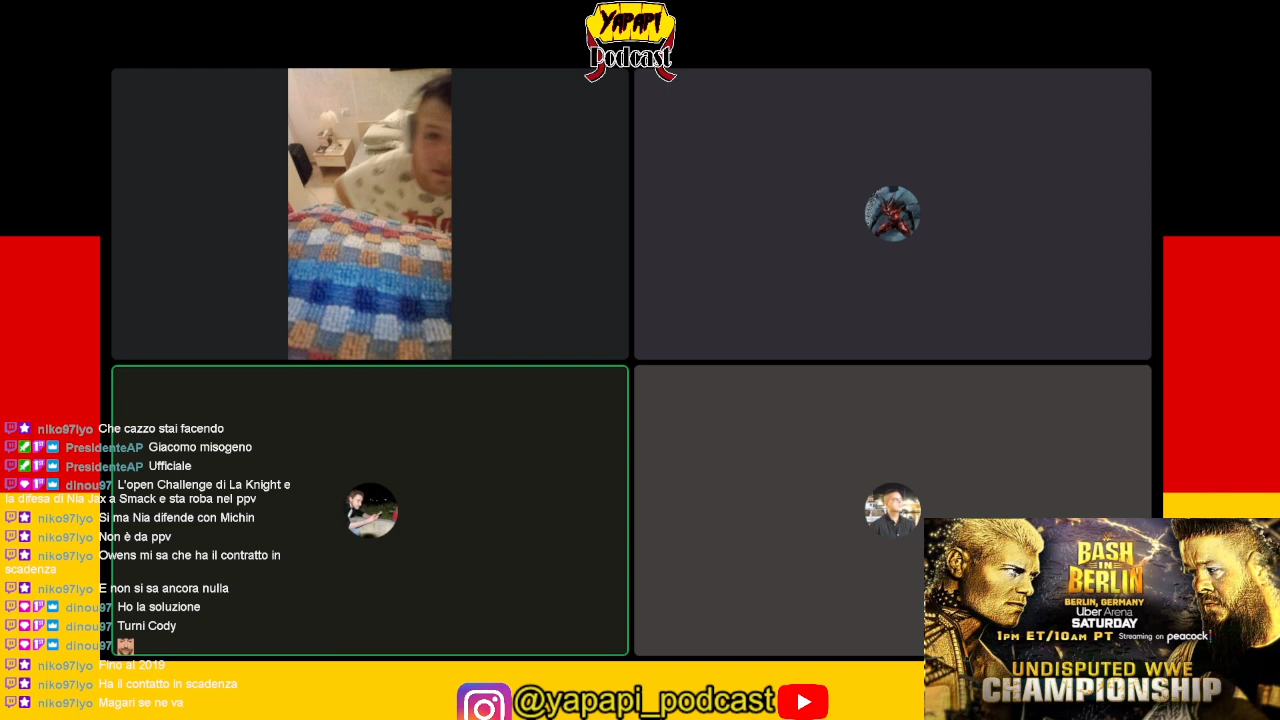 YAPAPI
Podcast
niko97lyo Che cazzo stai facendo
PresidenteAP Giacomo misogeno
PresidenteAP Ufficiale
dinou97 L'open Challenge di La Knight e
la difesa di Nia Jax a Smack e sta roba nel ppv
niko97lyo Si ma Nia difende con Michin
niko97lyo Non è da ppv
niko97lyo Owens mi sa che ha il contratto in
scadenza
niko97lyo E non si sa ancora nulla
dinou97 Ho la soluzione
dinou97 Turni Cody
dinou97
niko97lyo Fino al 2019
niko97lyo Ha il contatto in scadenza
niko97lyo Magari se ne va
BASH
IN
BERLIN
BERLIN, GERMANY
Uber Arena
SATURDAY
1PM ET/10AM PT Streaming on peacock
UNDISPUTED WWE
CHAMPIONSHIP
@yapapi_podcast